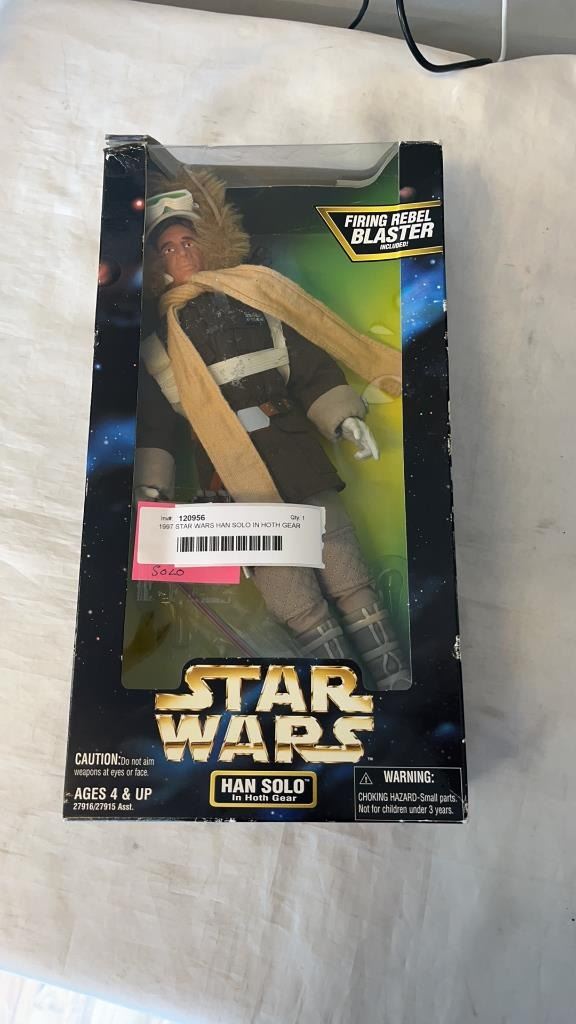 FIRING REBEL
BLASTER
INCLUDED!
Inv#: 120956 Qty: 1
1997 STAR WARS HAN SOLO IN HOTH GEAR
SOLO
STAR
WARS™
HAN SOLO™
In Hoth Gear
CAUTION: Do not aim
weapons at eyes or face.
AGES 4 & UP
27916/27915 Asst.
WARNING:
CHOKING HAZARD-Small parts.
Not for children under 3 years.